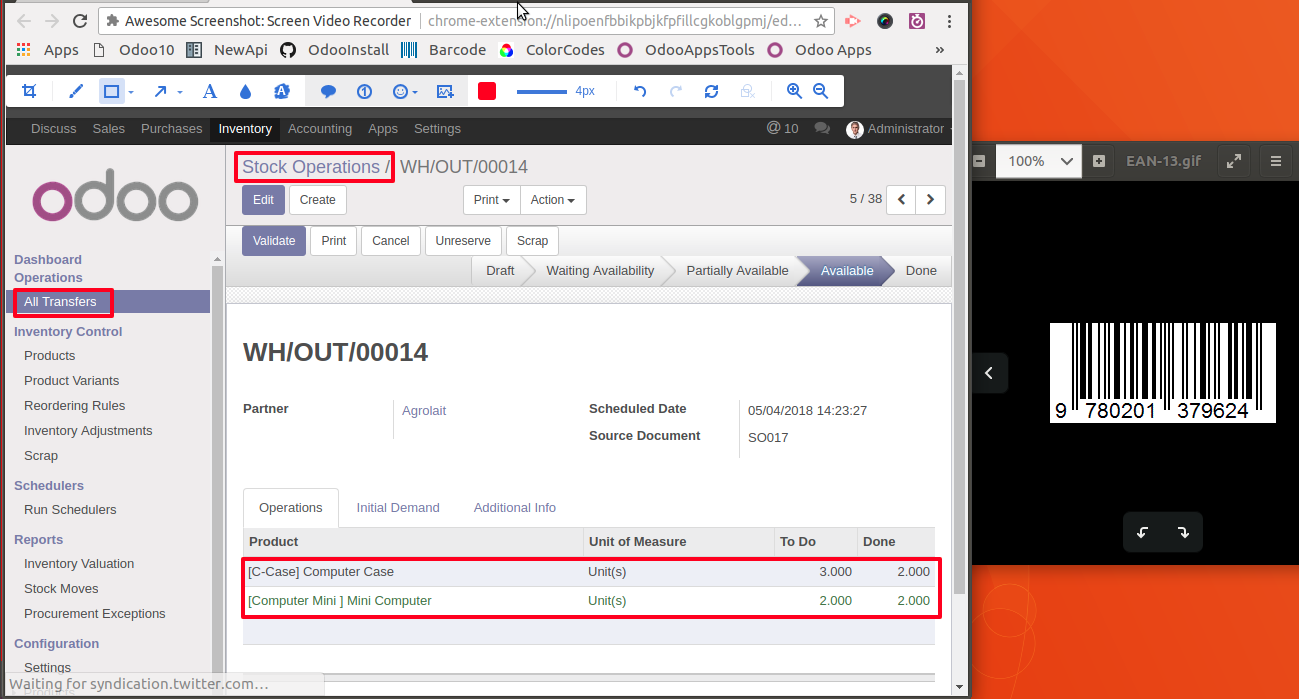 Awesome Screenshot: Screen Video Recorder chrome-extension://nlipoenfbbikpbjkfpfillcgkoblgpmj/ed...
Apps Odoo10 NewApi OdooInstall Barcode ColorCodes OdooAppsTools Odoo Apps »
A A 1 4px
Discuss Sales Purchases Inventory Accounting Apps Settings @ 10 Administrator
odoo
Stock Operations / WH/OUT/00014
Edit Create Print Action 5 / 38
Validate Print Cancel Unreserve Scrap
Draft Waiting Availability Partially Available Available Done
Dashboard
Operations
All Transfers
Inventory Control
Products
Product Variants
Reordering Rules
Inventory Adjustments
Scrap
Schedulers
Run Schedulers
Reports
Inventory Valuation
Stock Moves
Procurement Exceptions
Configuration
Settings
Products
Waiting for syndication.twitter.com...
WH/OUT/00014
Partner Agrolait Scheduled Date 05/04/2018 14:23:27
Source Document SO017
Operations Initial Demand Additional Info
Product Unit of Measure To Do Done
[C-Case] Computer Case Unit(s) 3.000 2.000
[Computer Mini ] Mini Computer Unit(s) 2.000 2.000
100% EAN-13.gif
9 780201 379624